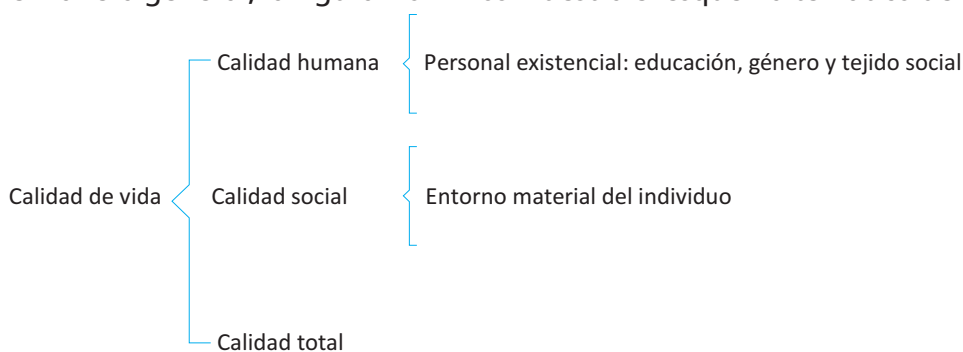 Calidad humana Personal existencial: educación, género y tejido social
Calidad de vida Calidad social Entorno material del individuo
Calidad total